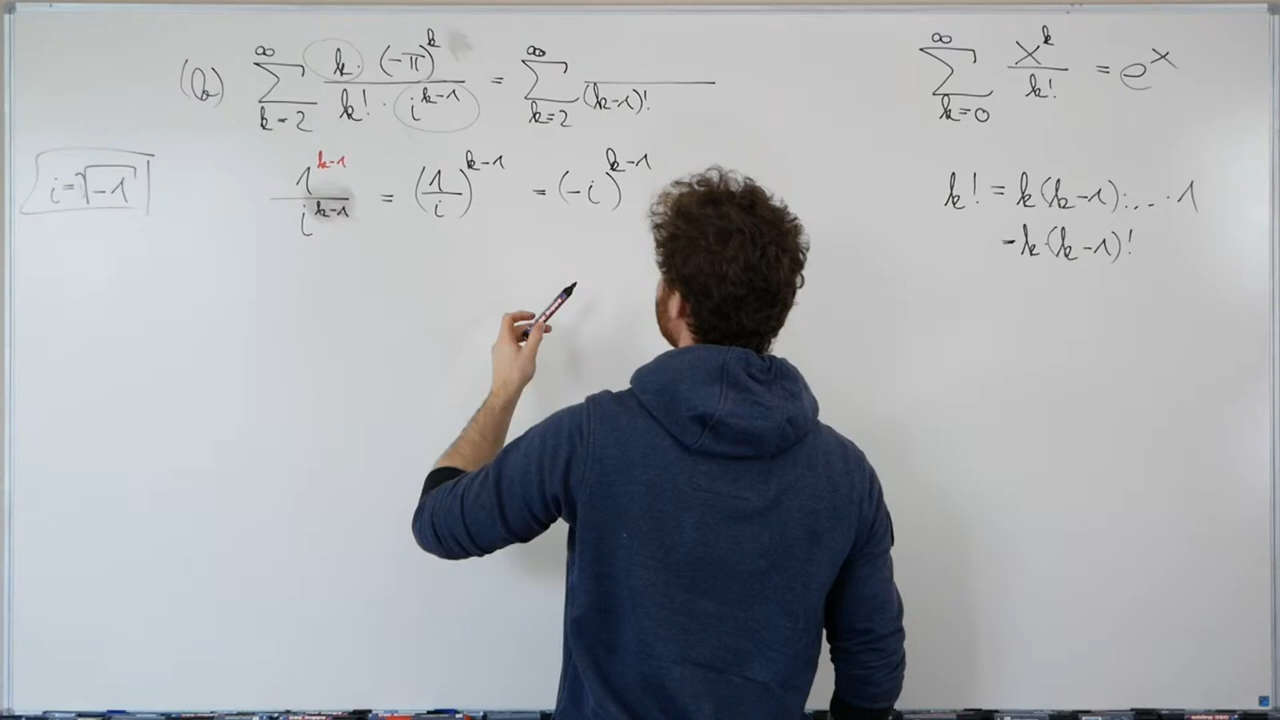 (b) ∞∑k=2 k·(-π)^k / k!·i^(k-1) = ∞∑k=2 / (k-1)!
∞∑k=0 x^k / k! = e^x
i=√-1
1^(k-1) / i^(k-1) = (1/i)^(k-1) = (-i)^(k-1)
k! = k(k-1)·...·1
-k·(k-1)!